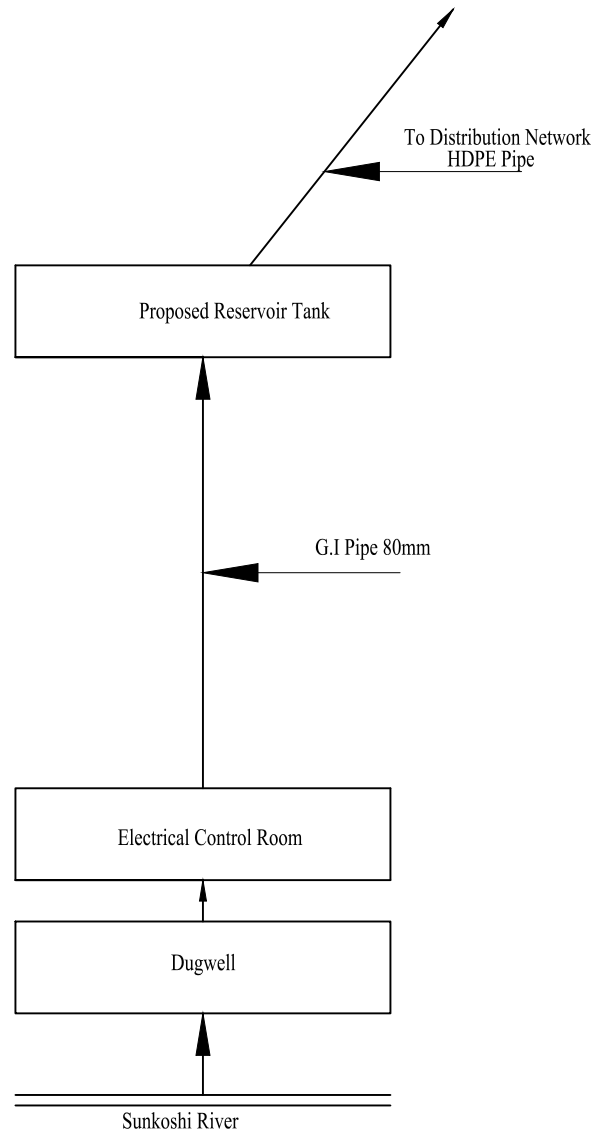 To Distribution Network
HDPE Pipe
Proposed Reservoir Tank
G.I Pipe 80mm
Electrical Control Room
Dugwell
Sunkoshi River